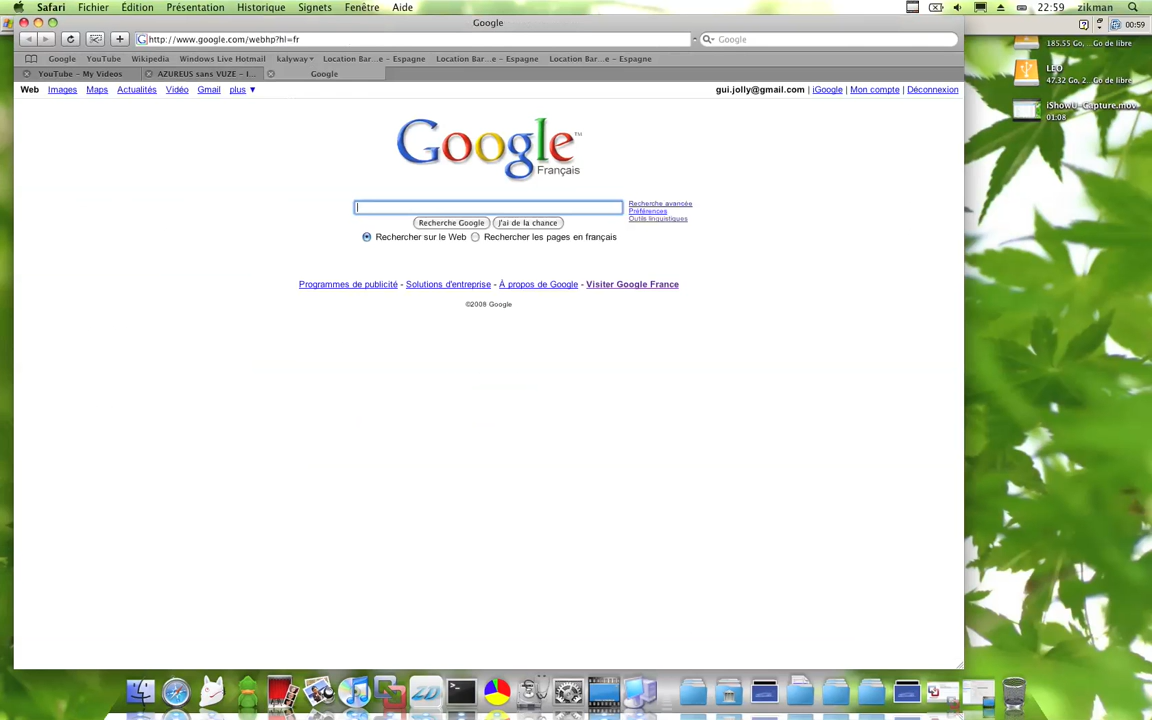 Safari Fichier Édition Présentation Historique Signets Fenêtre Aide 22:59 zikman
Google
00:59
http://www.google.com/webhp?hl=fr
Google
185.55 Go, ... Go de libre
Google YouTube Wikipedia Windows Live Hotmail kalyway Location Bar...e - Espagne Location Bar...e - Espagne Location Bar...e - Espagne
YouTube - My Videos AZUREUS sans VUZE - I... Google
LEO
47.32 Go, 2... Go de libre
Web Images Maps Actualités Vidéo Gmail plus ▼ gui.jolly@gmail.com | iGoogle | Mon compte | Déconnexion
iShowU-Capture.mov
01:08
Google™
Français
Recherche avancée
Préférences
Outils linguistiques
Recherche Google J'ai de la chance
Rechercher sur le Web Rechercher les pages en français
Programmes de publicité - Solutions d'entreprise - À propos de Google - Visiter Google France
©2008 Google